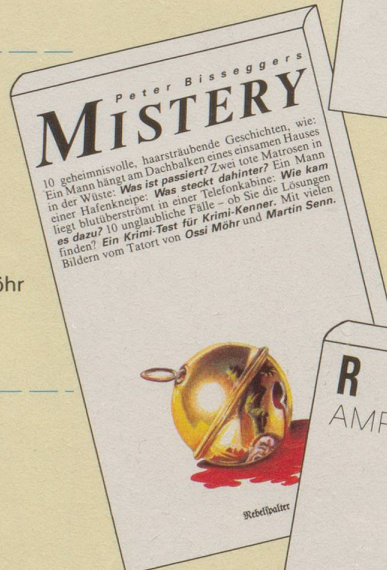 Peter Bisseggers
MISTERY
10 geheimnisvolle, haarsträubende Geschichten, wie:
Ein Mann hängt am Dachbalken eines einsamen Hauses
in der Wüste: Was ist passiert? Zwei tote Matrosen in
einer Hafenkneipe: Was steckt dahinter? Ein Mann
liegt blutüberströmt in einer Telefonkabine: Wie kam
es dazu? 10 unglaubliche Fälle – ob Sie die Lösungen
finden? Ein Krimi-Test für Krimi-Kenner. Mit vielen
Bildern vom Tatort von Ossi Möhr und Martin Senn.
öhr
Nebelspalter
R
AMP